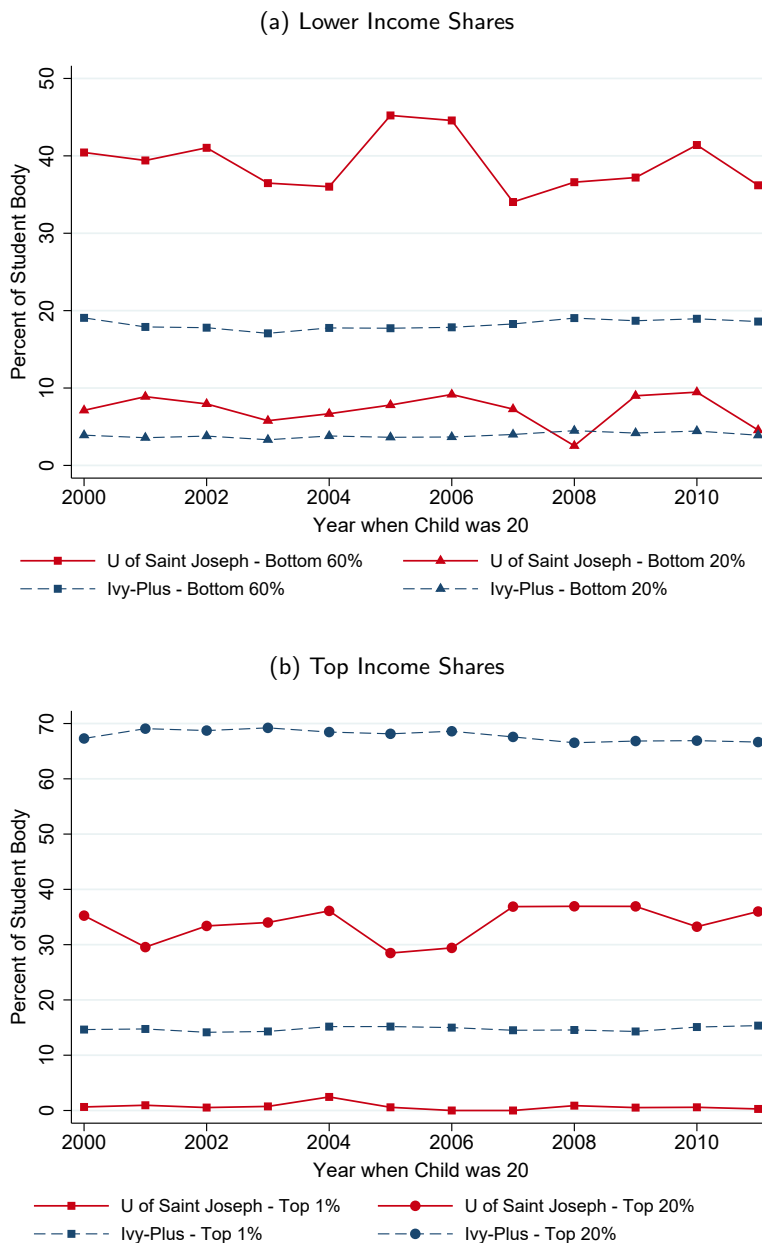 (a) Lower Income Shares
50
40
30
20
10
0
Percent of Student Body
2000 2002 2004 2006 2008 2010
Year when Child was 20
U of Saint Joseph - Bottom 60% U of Saint Joseph - Bottom 20%
Ivy-Plus - Bottom 60% Ivy-Plus - Bottom 20%
(b) Top Income Shares
70
60
50
40
30
20
10
0
Percent of Student Body
2000 2002 2004 2006 2008 2010
Year when Child was 20
U of Saint Joseph - Top 1% U of Saint Joseph - Top 20%
Ivy-Plus - Top 1% Ivy-Plus - Top 20%